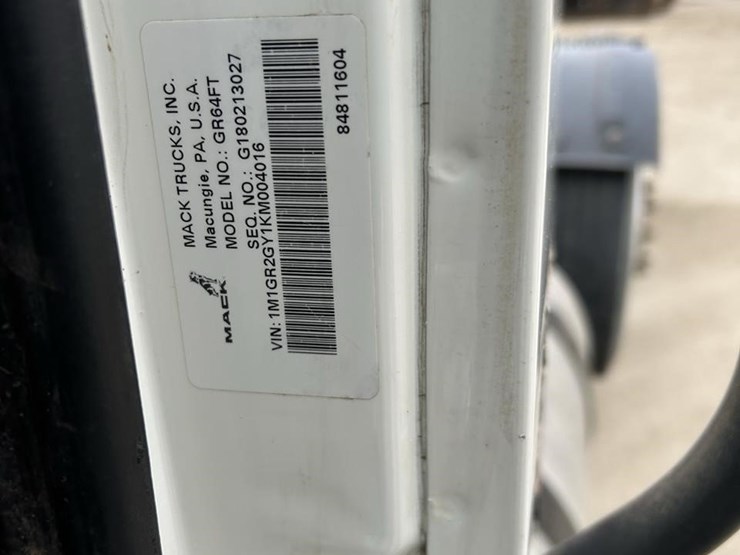 MACK TRUCKS, INC.
Macungie, PA, U.S.A.
MODEL NO.: GR64FT
SEQ. NO.: G180213027
MACK
VIN: 1M1GR2GY1KM004016
84811604